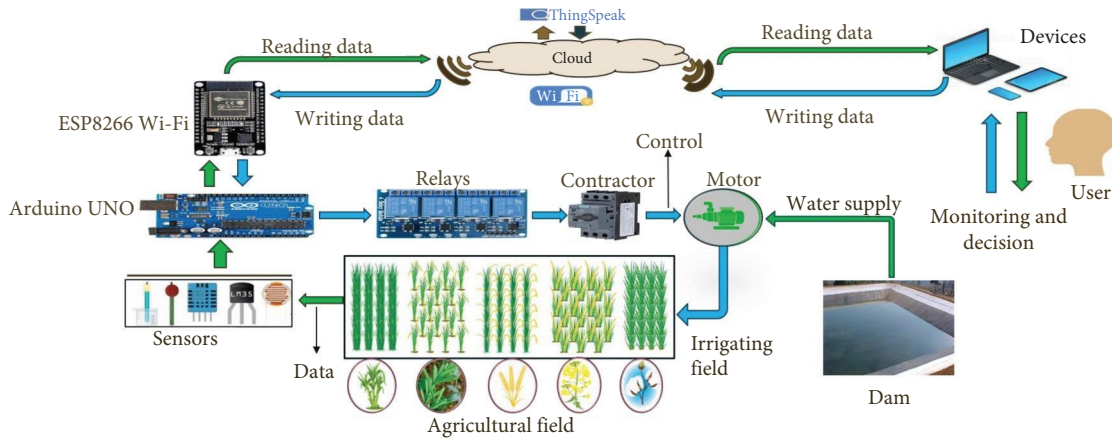 ThingSpeak
Reading data
Cloud
Reading data
Devices
Wi Fi
ESP8266 Wi-Fi
Writing data
Writing data
Control
User
Relays
Contractor
Motor
Arduino UNO
Water supply
Monitoring and
decision
LM35
Sensors
Data
Irrigating
field
Dam
Agricultural field